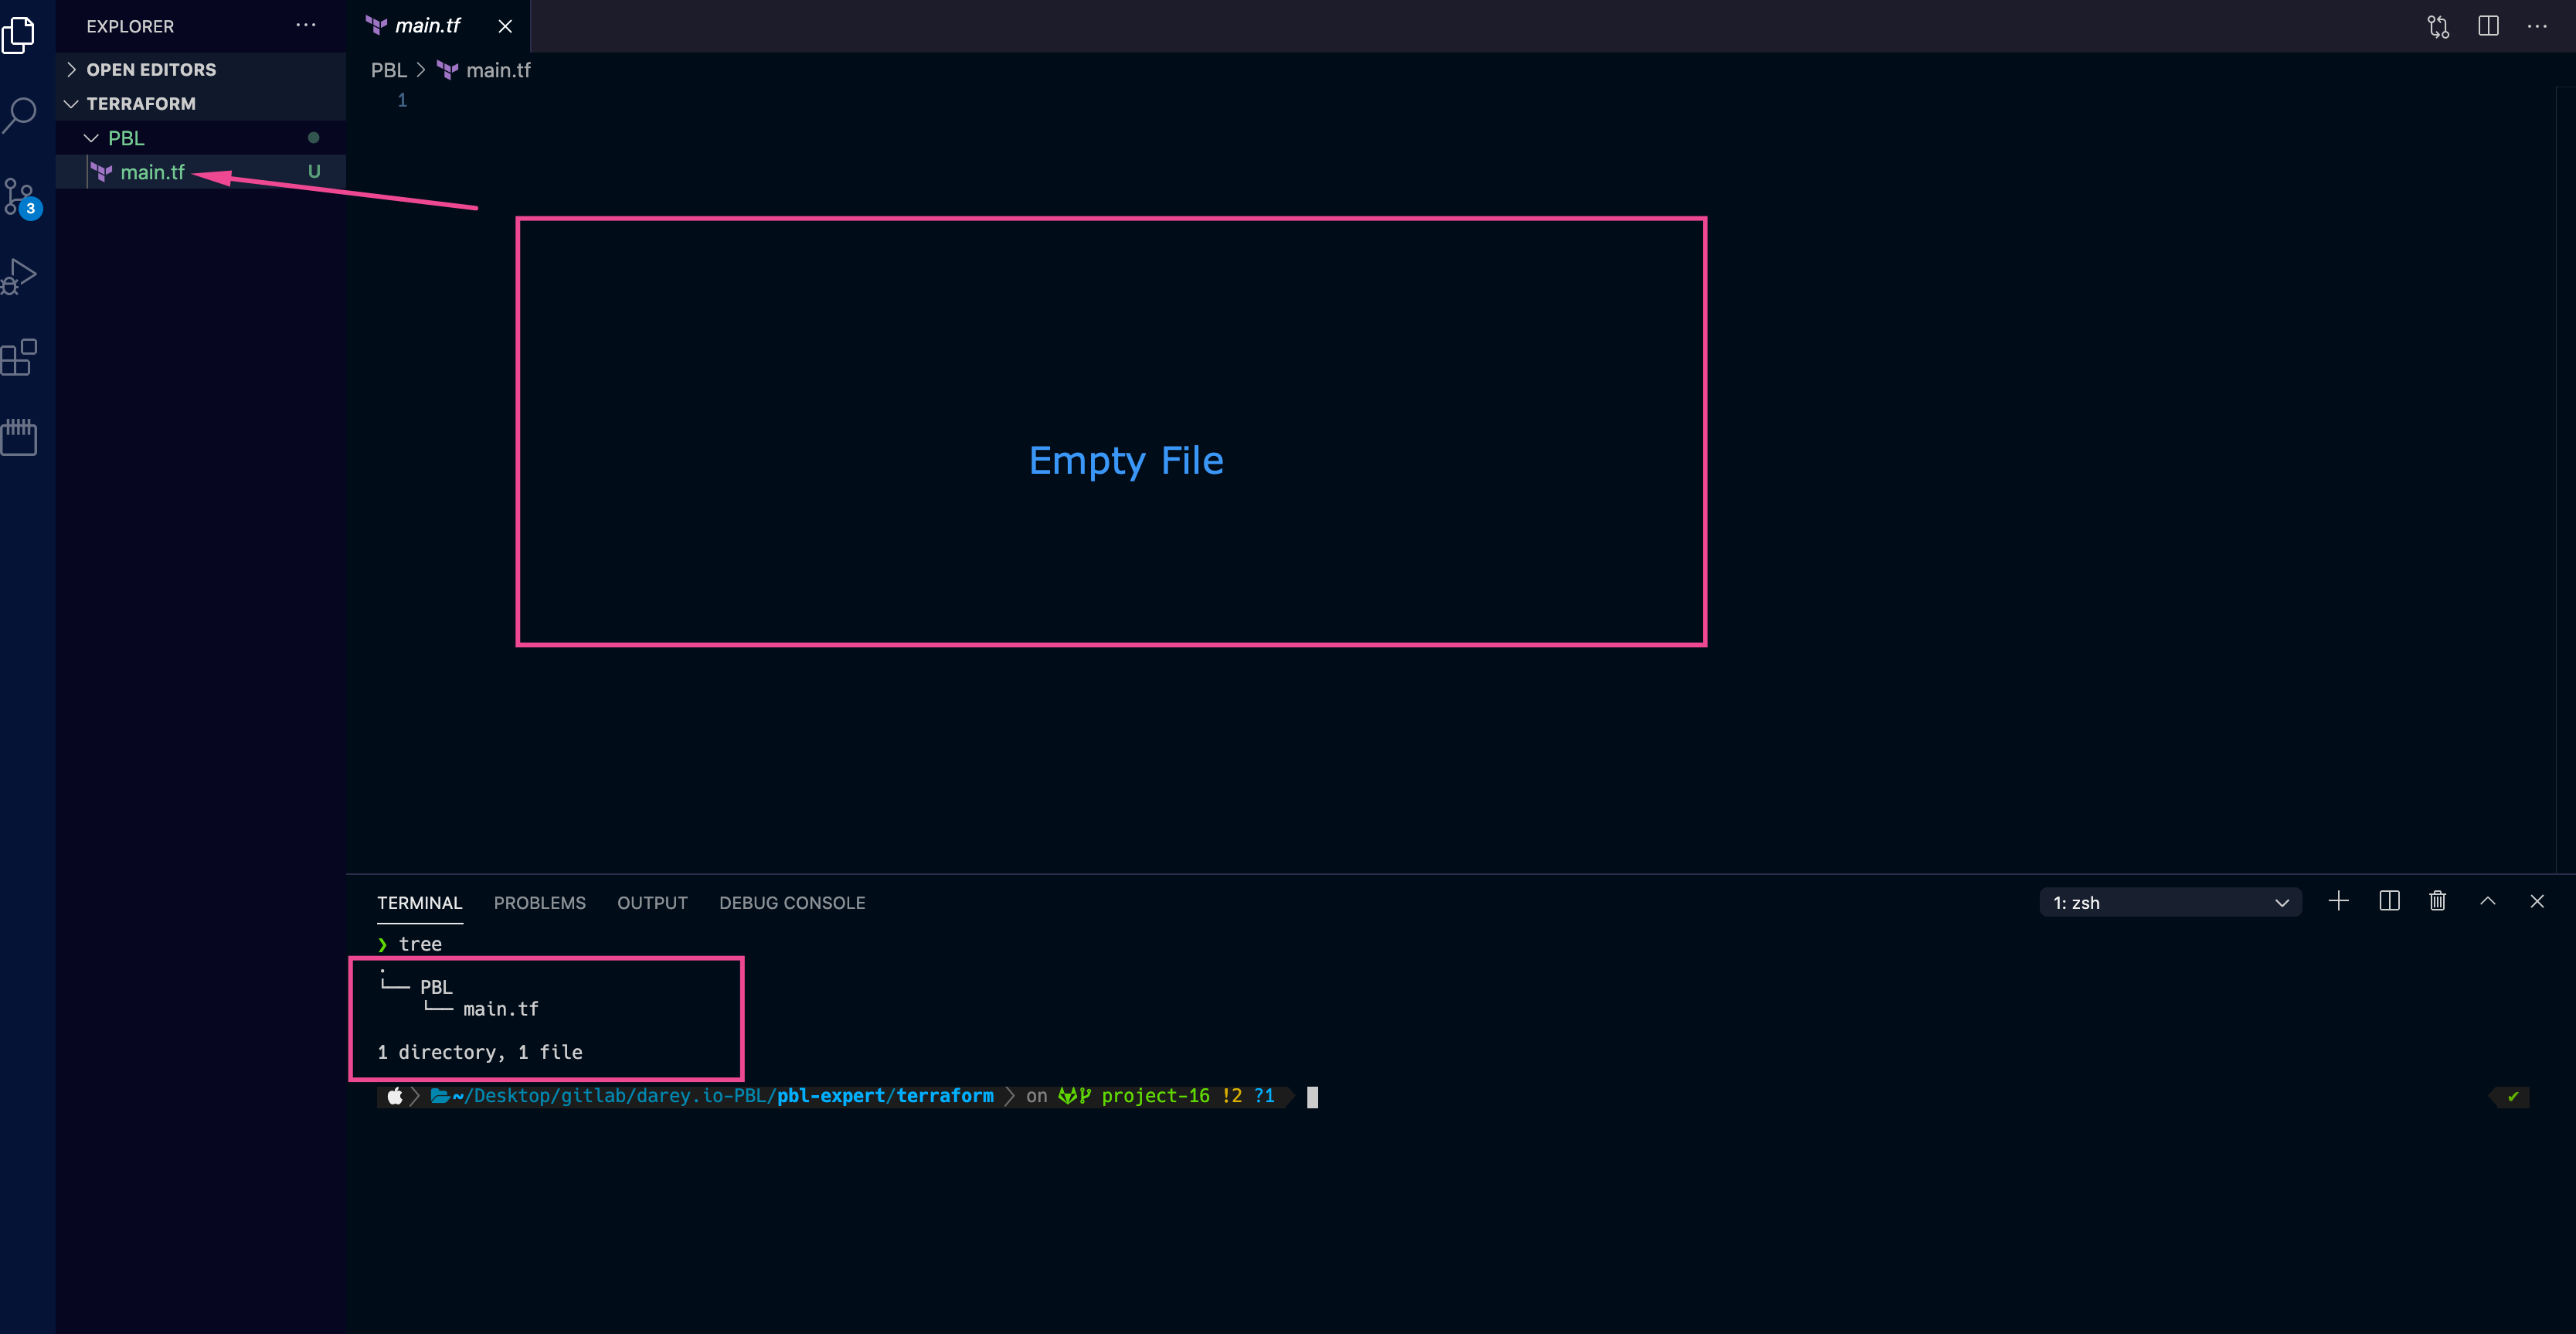 EXPLORER
main.tf
OPEN EDITORS
TERRAFORM
PBL
main.tf U
3
PBL > main.tf
1
Empty File
TERMINAL PROBLEMS OUTPUT DEBUG CONSOLE
1: zsh
❯ tree
.
└── PBL
    └── main.tf
1 directory, 1 file
~/Desktop/gitlab/darey.io-PBL/pbl-expert/terraform on project-16 !2 ?1